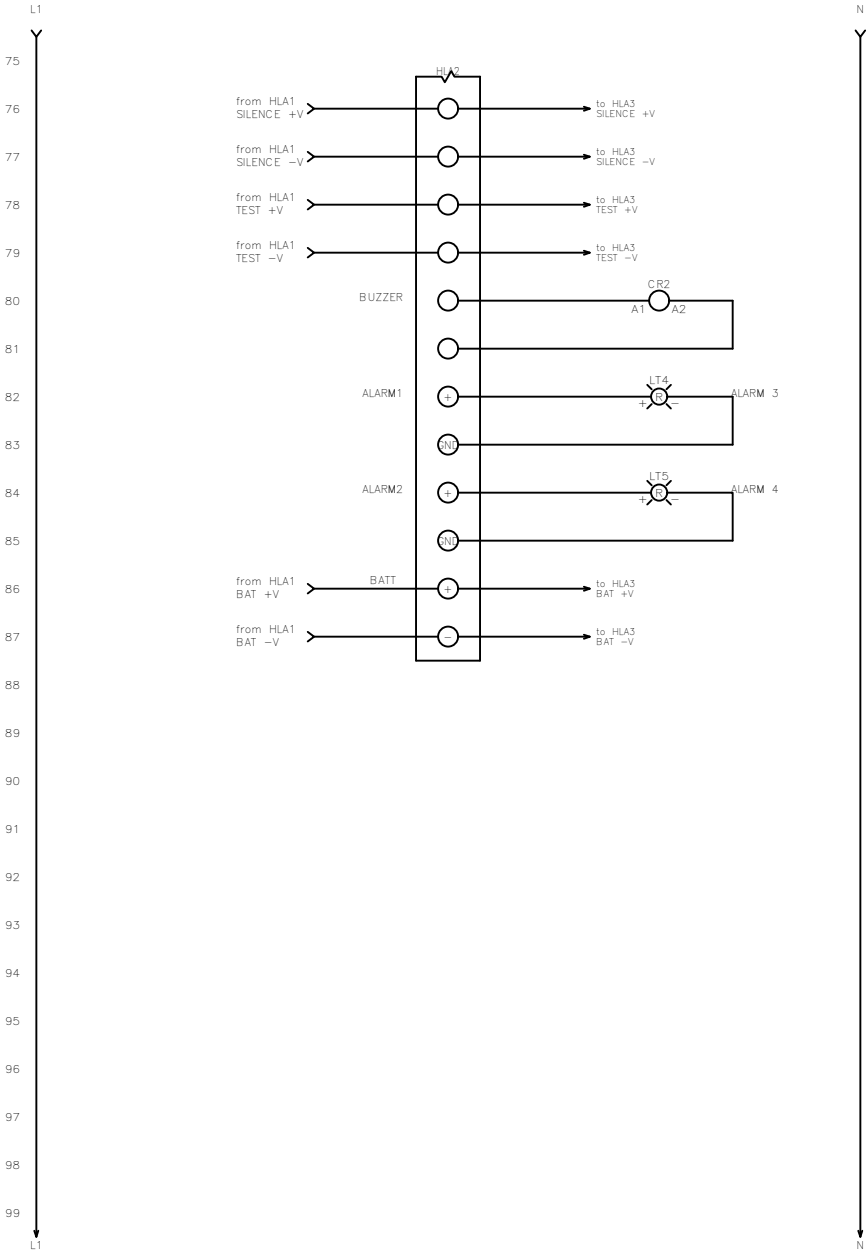 L1 N
75
HLA2
76 from HLA1 to HLA3
SILENCE +V SILENCE +V
77 from HLA1 to HLA3
SILENCE −V SILENCE −V
78 from HLA1 to HLA3
TEST +V TEST +V
79 from HLA1 to HLA3
TEST −V TEST −V
CR2
80 BUZZER
A1 A2
81
LT4
82 ALARM1 + R ALARM 3
+ −
83 GND
LT5
84 ALARM2 + R ALARM 4
+ −
85 GND
86 from HLA1 BATT + to HLA3
BAT +V BAT +V
87 from HLA1 − to HLA3
BAT −V BAT −V
88
89
90
91
92
93
94
95
96
97
98
99
L1 N